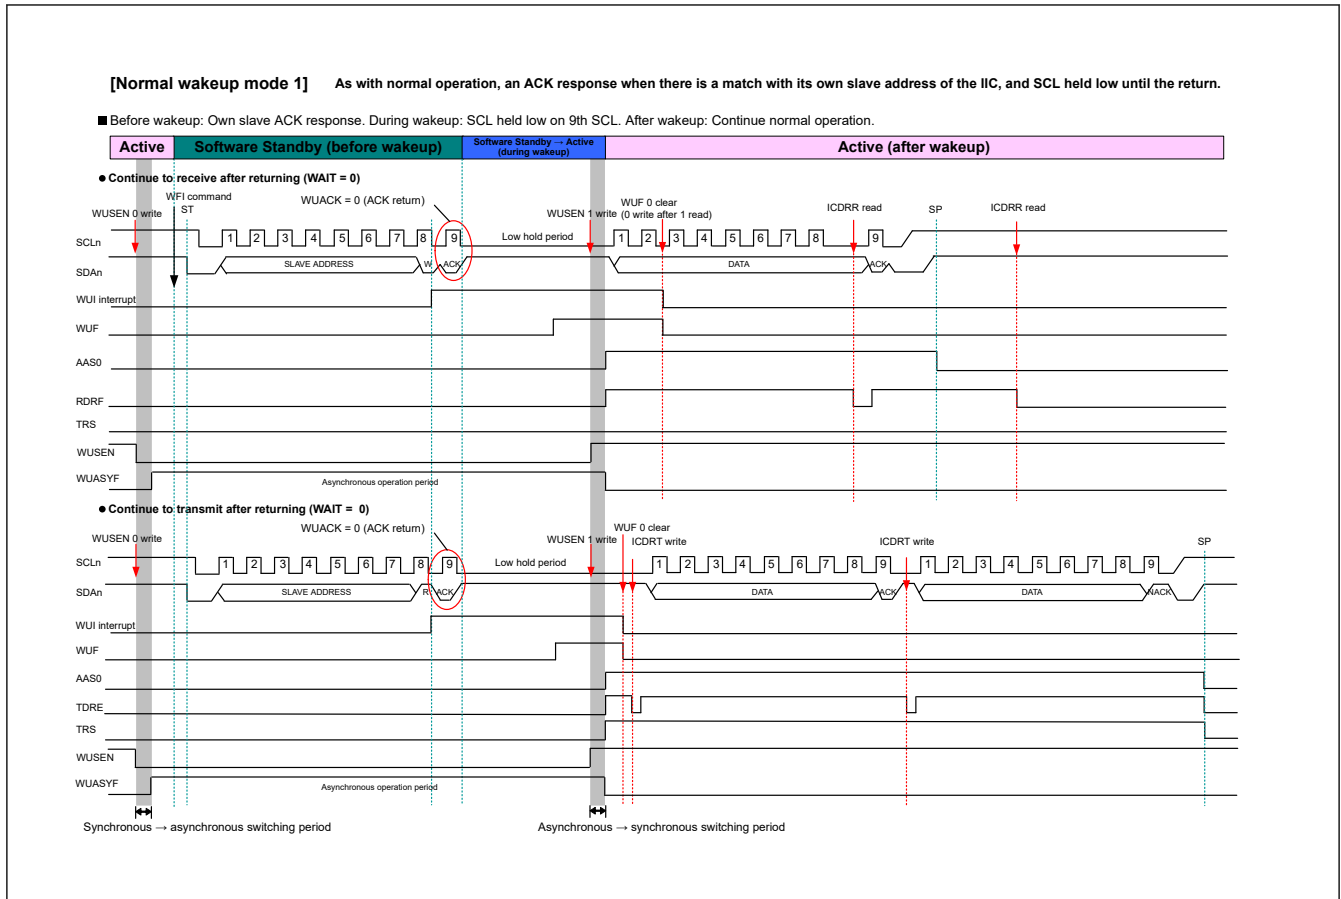 [Normal wakeup mode 1] As with normal operation, an ACK response when there is a match with its own slave address of the IIC, and SCL held low until the return.
■ Before wakeup: Own slave ACK response. During wakeup: SCL held low on 9th SCL. After wakeup: Continue normal operation.
Active
Software Standby (before wakeup)
Software Standby → Active
(during wakeup)
Active (after wakeup)
● Continue to receive after returning (WAIT = 0)
WFI command
ST
WUSEN 0 write
WUACK = 0 (ACK return)
WUSEN 1 write
WUF 0 clear
(0 write after 1 read)
ICDRR read
SP
ICDRR read
SCLn
1 2 3 4 5 6 7 8 9
Low hold period
1 2 3 4 5 6 7 8 9
SDAn
SLAVE ADDRESS
W
ACK
DATA
ACK
WUI interrupt
WUF
AAS0
RDRF
TRS
WUSEN
WUASYF
Asynchronous operation period
● Continue to transmit after returning (WAIT = 0)
WUSEN 0 write
WUACK = 0 (ACK return)
WUSEN 1 write
WUF 0 clear
ICDRT write
ICDRT write
SP
SCLn
1 2 3 4 5 6 7 8 9
Low hold period
1 2 3 4 5 6 7 8 9
1 2 3 4 5 6 7 8 9
SDAn
SLAVE ADDRESS
R
ACK
DATA
ACK
DATA
NACK
WUI interrupt
WUF
AAS0
TDRE
TRS
WUSEN
WUASYF
Asynchronous operation period
Synchronous → asynchronous switching period
Asynchronous → synchronous switching period